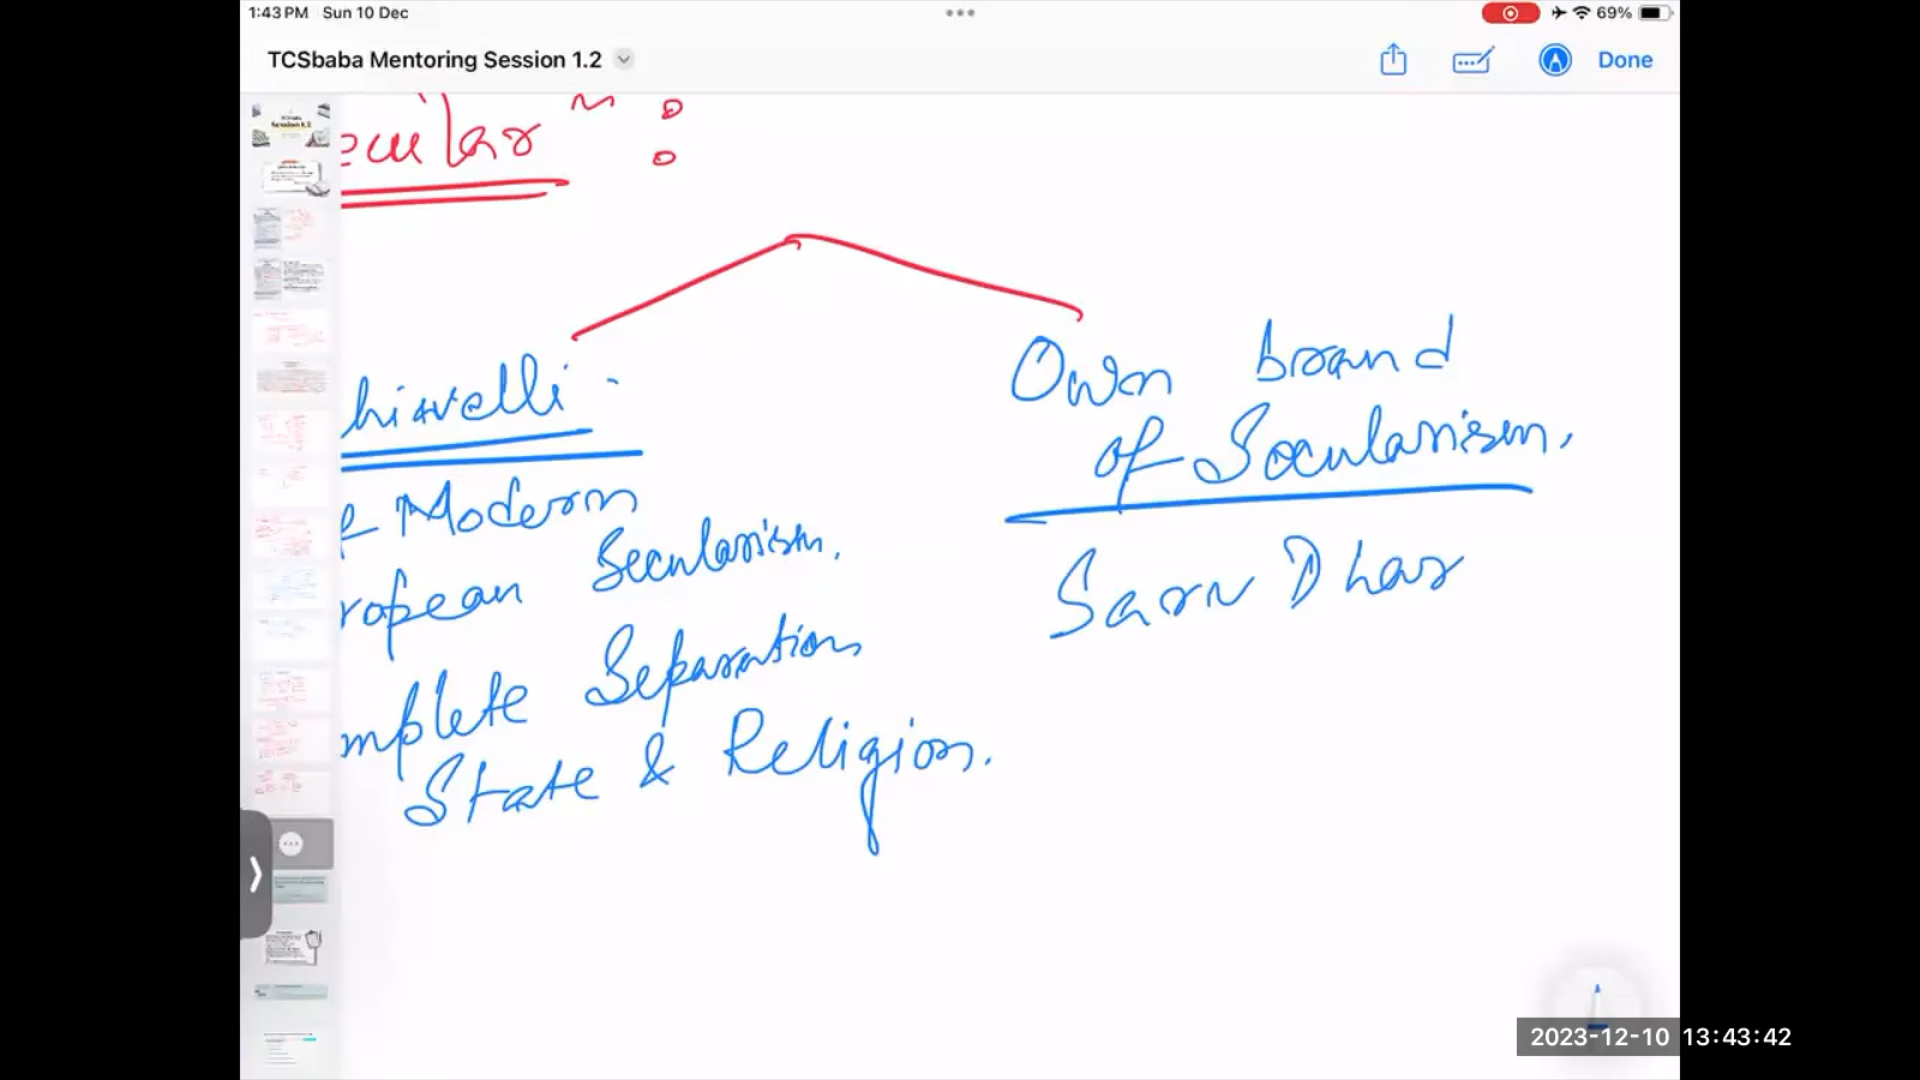 1:43 PM Sun 10 Dec
69%
TCSbaba Mentoring Session 1.2
Done
ecular" :
hiavelli
Own brand
of Secularism.
f Modern
ropean Secularism.
Sarv Dhar
mplete Separation
State & Religion.
2023-12-10 13:43:42